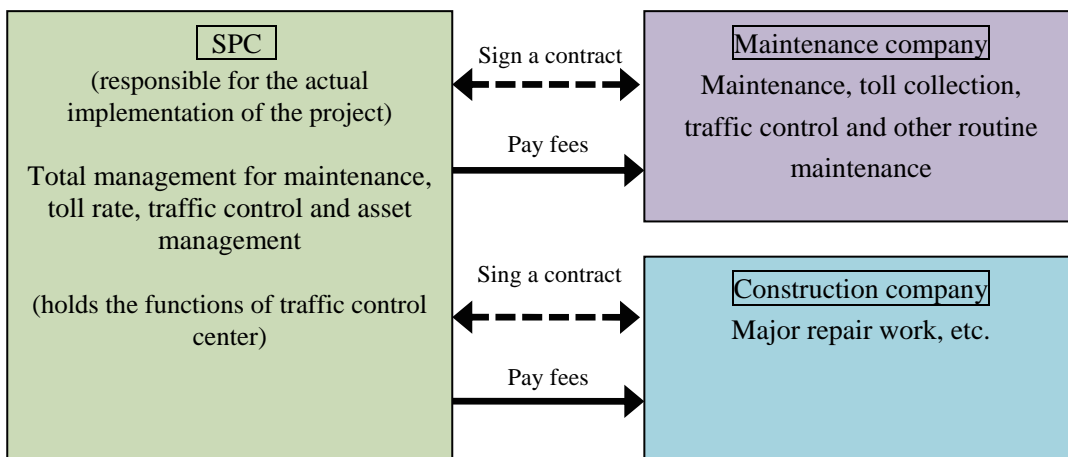 SPC
(responsible for the actual
implementation of the project)
Total management for maintenance,
toll rate, traffic control and asset
management
(holds the functions of traffic control
center)
Sign a contract
Pay fees
Sing a contract
Pay fees
Maintenance company
Maintenance, toll collection,
traffic control and other routine
maintenance
Construction company
Major repair work, etc.